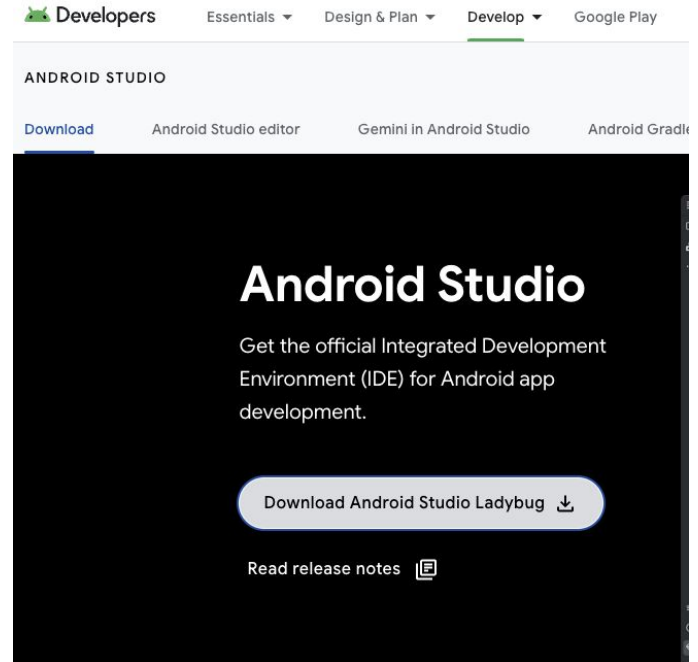 Developers Essentials Design & Plan Develop Google Play
ANDROID STUDIO
Download Android Studio editor Gemini in Android Studio Android Gradle
Android Studio
Get the official Integrated Development
Environment (IDE) for Android app
development.
Download Android Studio Ladybug
Read release notes